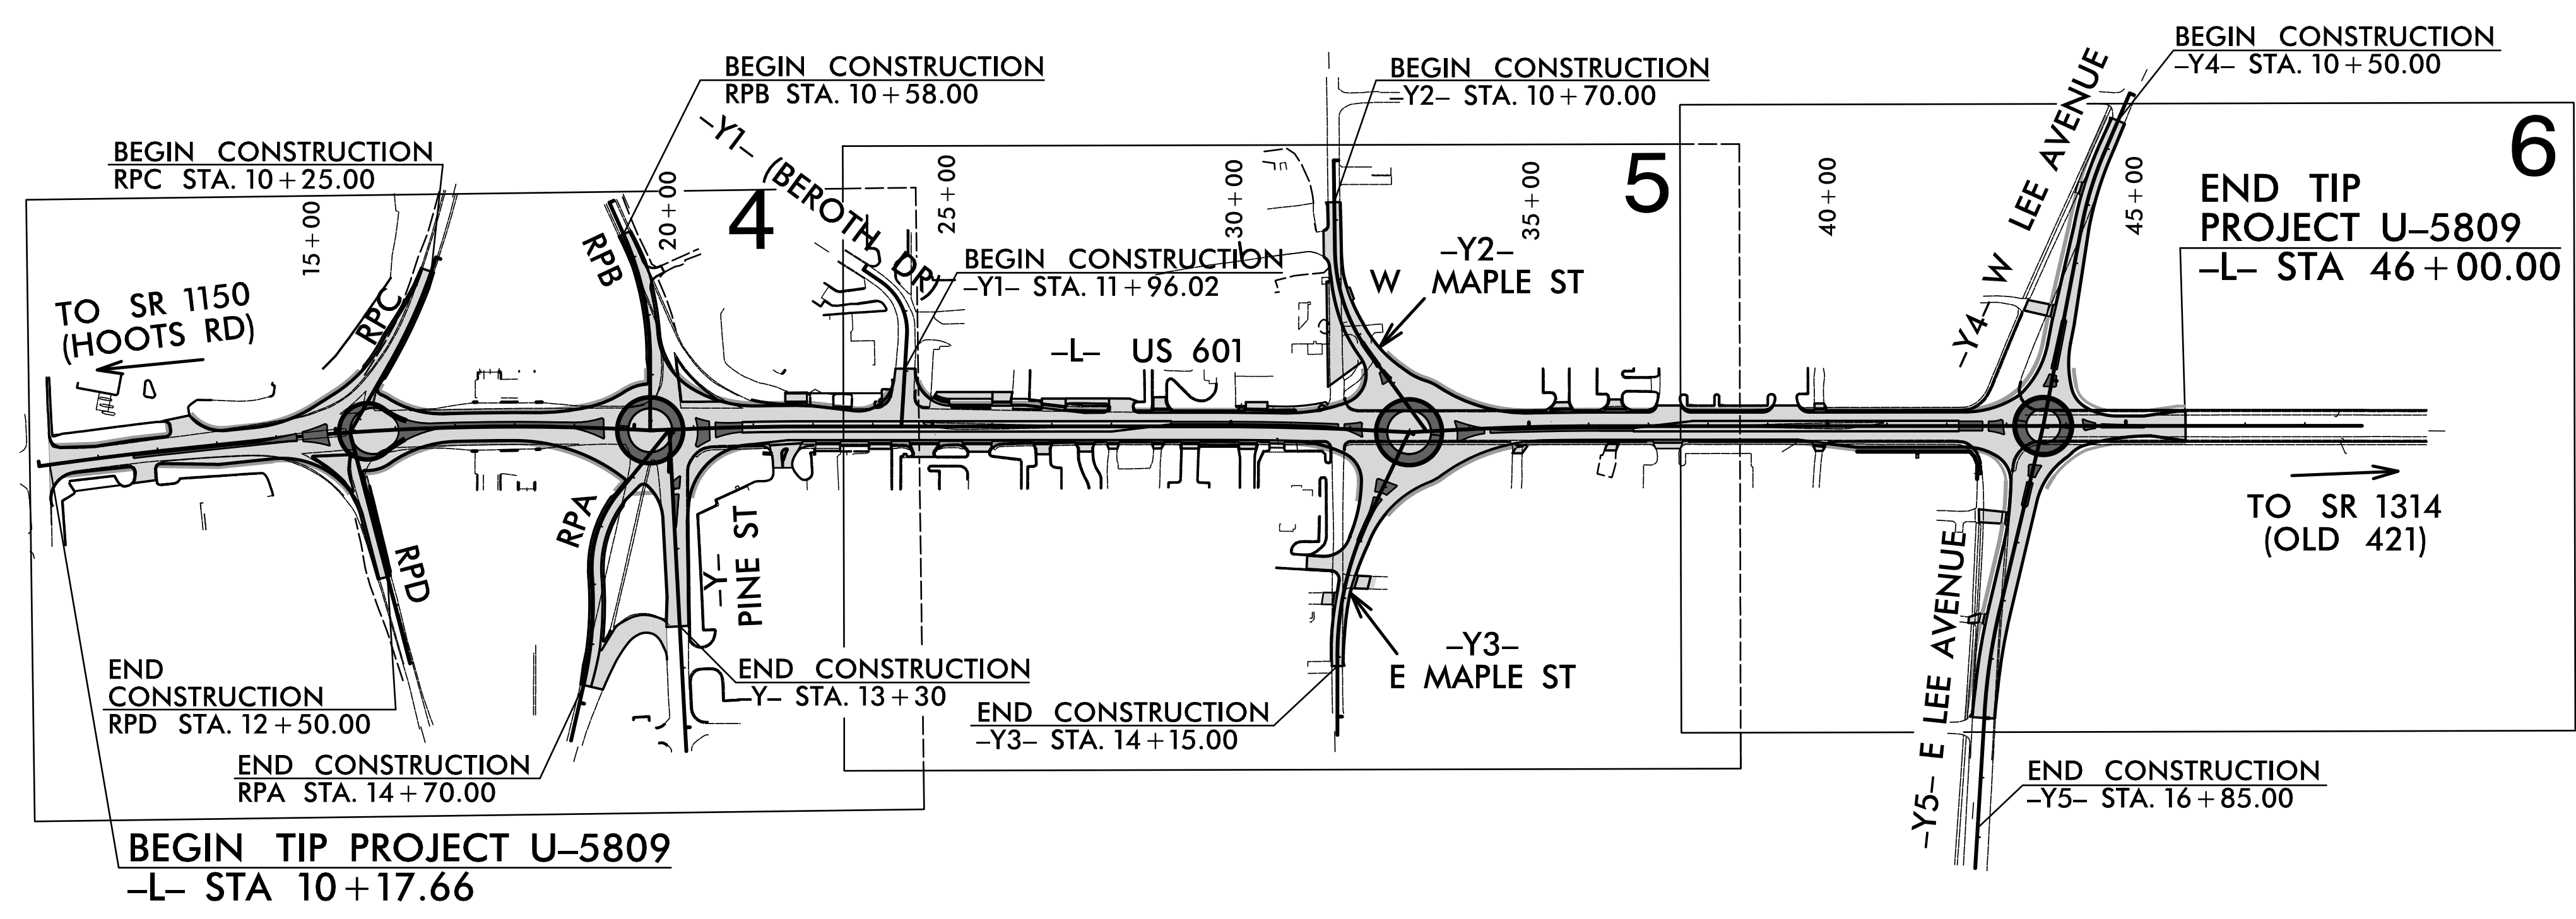 BEGIN CONSTRUCTION
RPC STA. 10+25.00
BEGIN CONSTRUCTION
RPB STA. 10+58.00
BEGIN CONSTRUCTION
–Y2– STA. 10+70.00
BEGIN CONSTRUCTION
–Y4– STA. 10+50.00
–Y1– (BEROTH DR)
15+00
20+00
25+00
30+00
35+00
40+00
45+00
4
5
6
TO SR 1150
(HOOTS RD)
RPC
RPB
BEGIN CONSTRUCTION
–Y1– STA. 11+96.02
–L– US 601
–Y2–
W MAPLE ST
–Y4– W LEE AVENUE
END TIP
PROJECT U–5809
–L– STA 46+00.00
RPA
RPD
–Y–
PINE ST
TO SR 1314
(OLD 421)
–Y3–
E MAPLE ST
–Y5– E LEE AVENUE
END
CONSTRUCTION
RPD STA. 12+50.00
END CONSTRUCTION
–Y– STA. 13+30
END CONSTRUCTION
–Y3– STA. 14+15.00
END CONSTRUCTION
RPA STA. 14+70.00
END CONSTRUCTION
–Y5– STA. 16+85.00
BEGIN TIP PROJECT U–5809
–L– STA 10+17.66